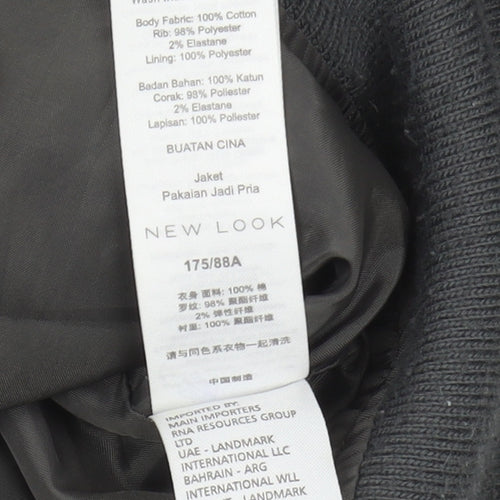 Body Fabric: 100% Cotton
Rib: 98% Polyester
2% Elastane
Lining: 100% Polyester
Badan Bahan: 100% Katun
Corak: 98% Poliester
2% Elastane
Lapisan: 100% Polyester
BUATAN CINA
Jaket
Pakaian Jadi Pria
NEW LOOK
175/88A
衣身 面料: 100% 棉
罗纹: 98% 聚酯纤维
2% 弹性纤维
衬里: 100% 聚酯纤维
请与同色系衣物一起清洗
中国制造
IMPORTED BY:
MAIN IMPORTERS
RNA RESOURCES GROUP
LTD
UAE - LANDMARK
INTERNATIONAL LLC
BAHRAIN - ARG
INTERNATIONAL WLL